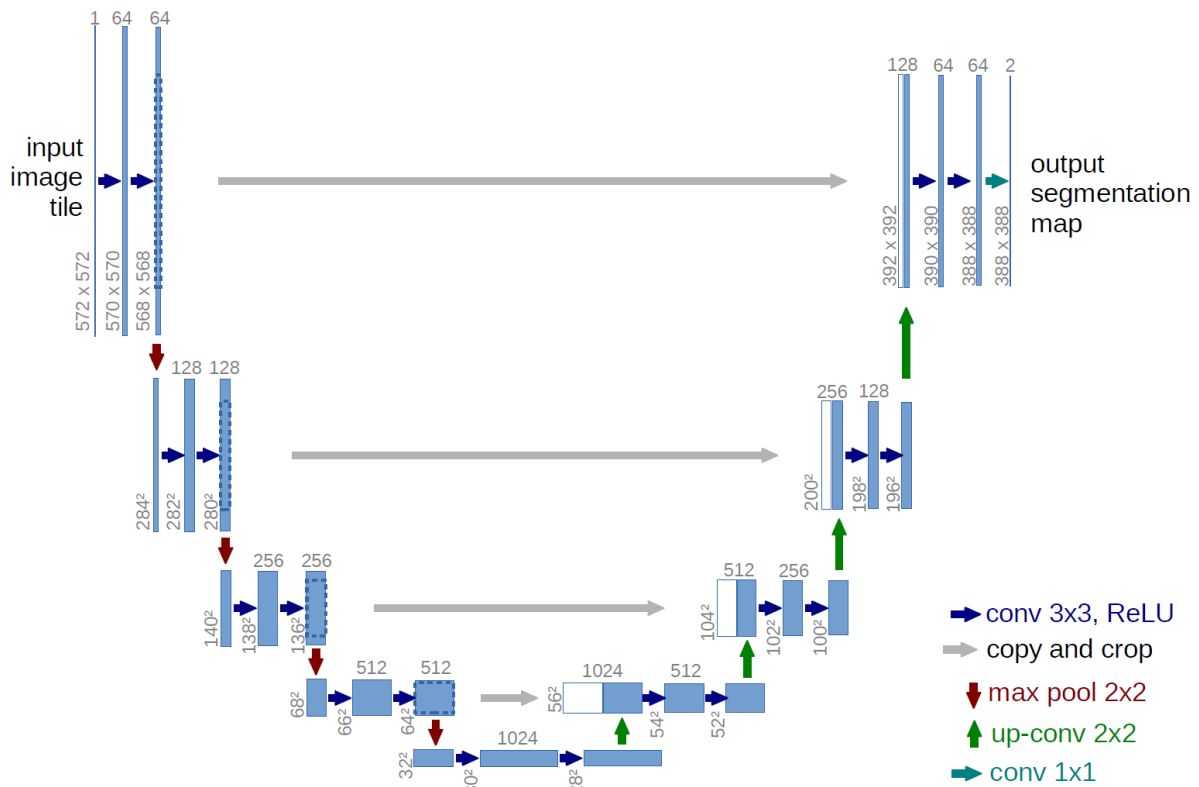 1 64 64
128 64 64 2
input
image
tile
output
segmentation
map
572 x 572
570 x 570
568 x 568
392 x 392
390 x 390
388 x 388
388 x 388
128 128
256 128
284²
282²
280²
200²
198²
196²
256 256
512 256
140²
138²
136²
104²
102²
100²
conv 3x3, ReLU
copy and crop
max pool 2x2
up-conv 2x2
conv 1x1
512 512
1024 512
68²
66²
64²
56²
54²
52²
1024
32²